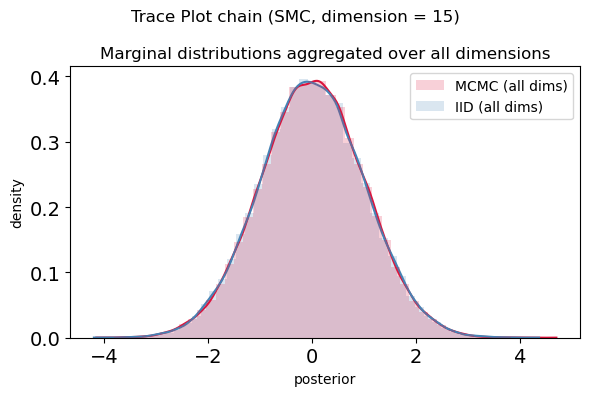 Trace Plot chain (SMC, dimension = 15)
Marginal distributions aggregated over all dimensions
MCMC (all dims)
IID (all dims)
density
0.4
0.3
0.2
0.1
0.0
−4
−2
0
2
4
posterior